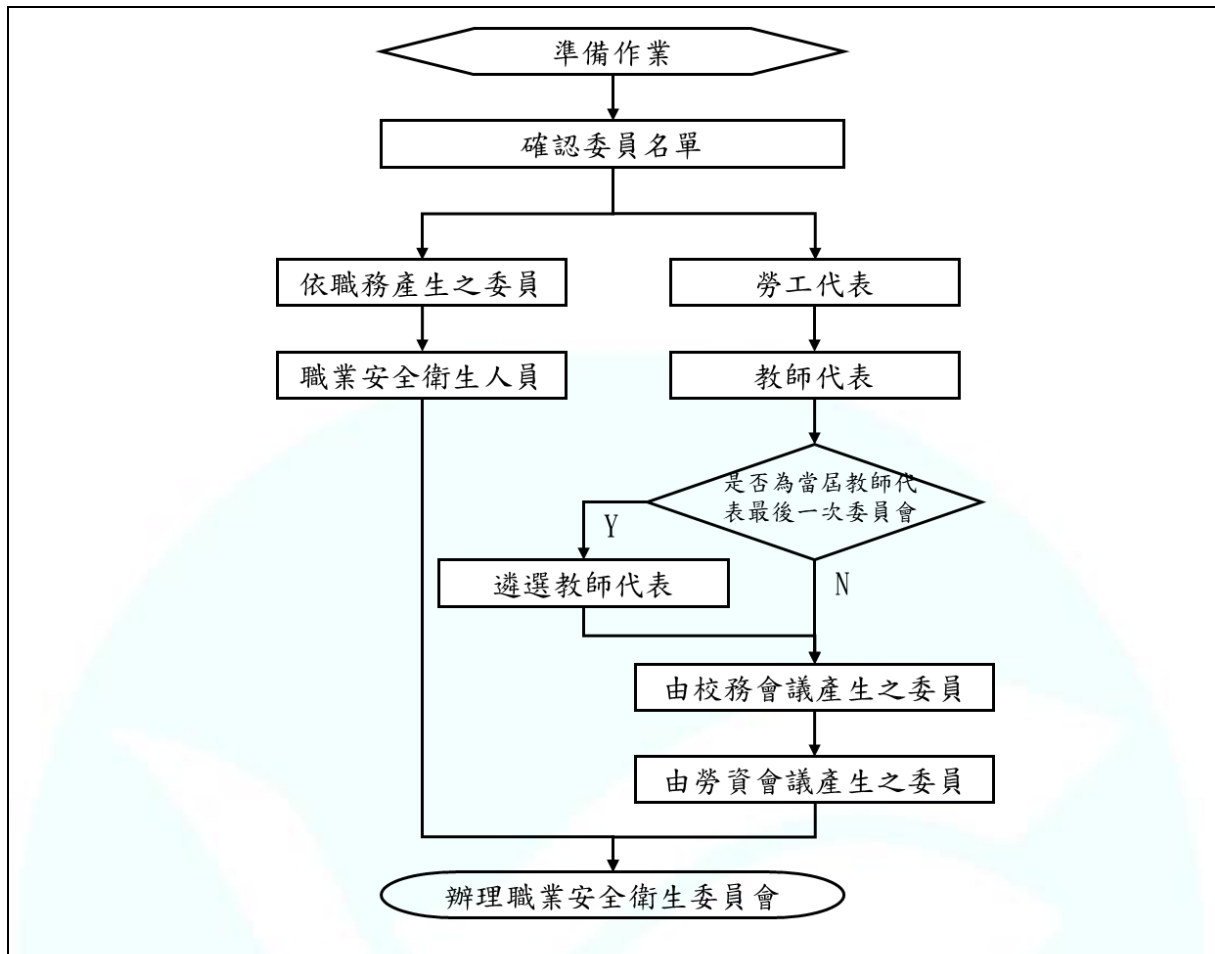 準備作業
確認委員名單
依職務產生之委員
勞工代表
職業安全衛生人員
教師代表
是否為當屆教師代
表最後一次委員會
Y
遴選教師代表
N
由校務會議產生之委員
由勞資會議產生之委員
辦理職業安全衛生委員會